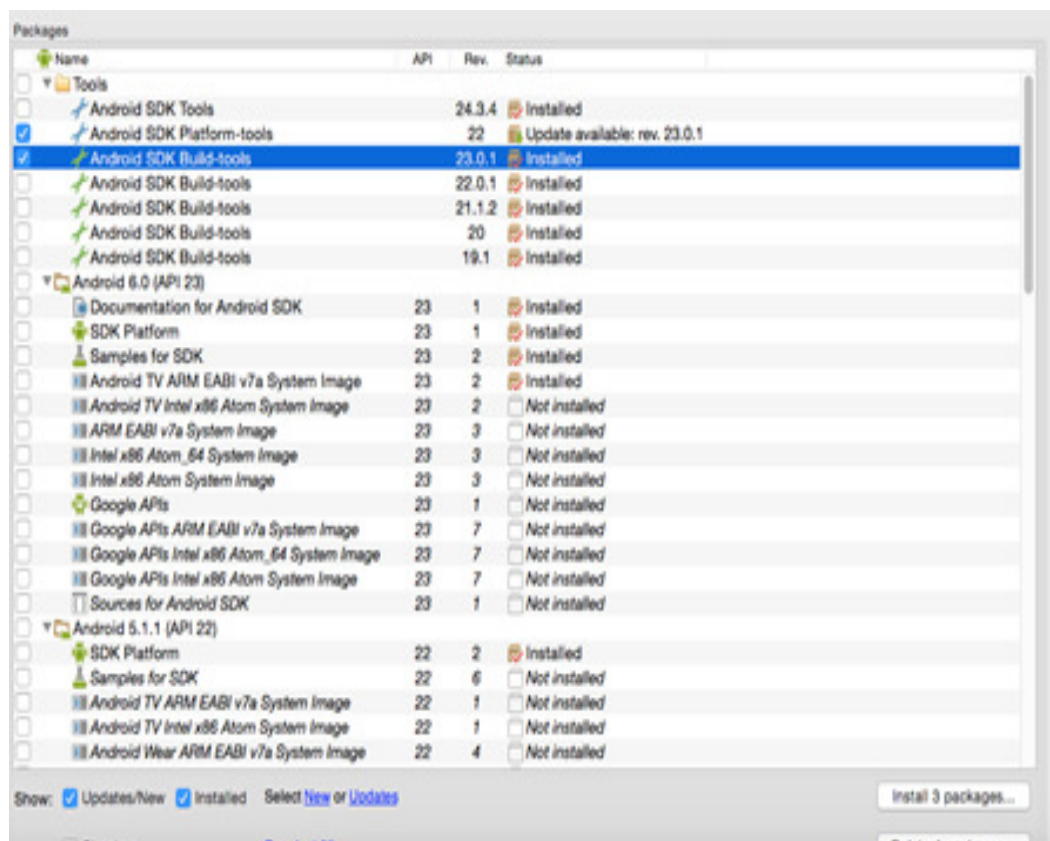 Packages
Name API Rev. Status
Tools
Android SDK Tools 24.3.4 Installed
Android SDK Platform-tools 22 Update available: rev. 23.0.1
Android SDK Build-tools 23.0.1 Installed
Android SDK Build-tools 22.0.1 Installed
Android SDK Build-tools 21.1.2 Installed
Android SDK Build-tools 20 Installed
Android SDK Build-tools 19.1 Installed
Android 6.0 (API 23)
Documentation for Android SDK 23 1 Installed
SDK Platform 23 1 Installed
Samples for SDK 23 2 Installed
Android TV ARM EABI v7a System Image 23 2 Installed
Android TV Intel x86 Atom System Image 23 2 Not installed
ARM EABI v7a System Image 23 3 Not installed
Intel x86 Atom_64 System Image 23 3 Not installed
Intel x86 Atom System Image 23 3 Not installed
Google APIs 23 1 Not installed
Google APIs ARM EABI v7a System Image 23 7 Not installed
Google APIs Intel x86 Atom_64 System Image 23 7 Not installed
Google APIs Intel x86 Atom System Image 23 7 Not installed
Sources for Android SDK 23 1 Not installed
Android 5.1.1 (API 22)
SDK Platform 22 2 Installed
Samples for SDK 22 6 Not installed
Android TV ARM EABI v7a System Image 22 1 Not installed
Android TV Intel x86 Atom System Image 22 1 Not installed
Android Wear ARM EABI v7a System Image 22 4 Not installed
Show: Updates/New Installed Select New or Updates Install 3 packages...